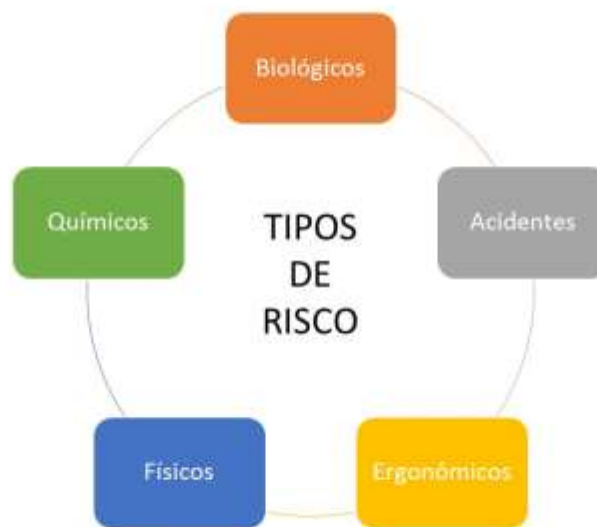 Biológicos
Químicos
Acidentes
TIPOS
DE
RISCO
Físicos
Ergonômicos